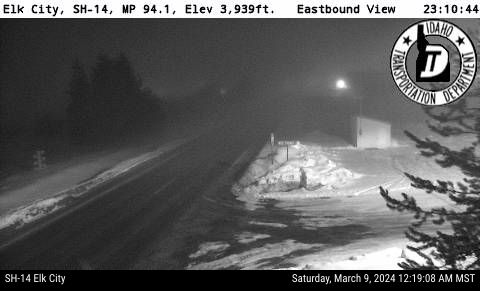 Elk City, SH-14, MP 94.1, Elev 3,939ft. Eastbound View 23:10:44
IDAHO
TRANSPORTATION DEPARTMENT
SH-14 Elk City Saturday, March 9, 2024 12:19:08 AM MST